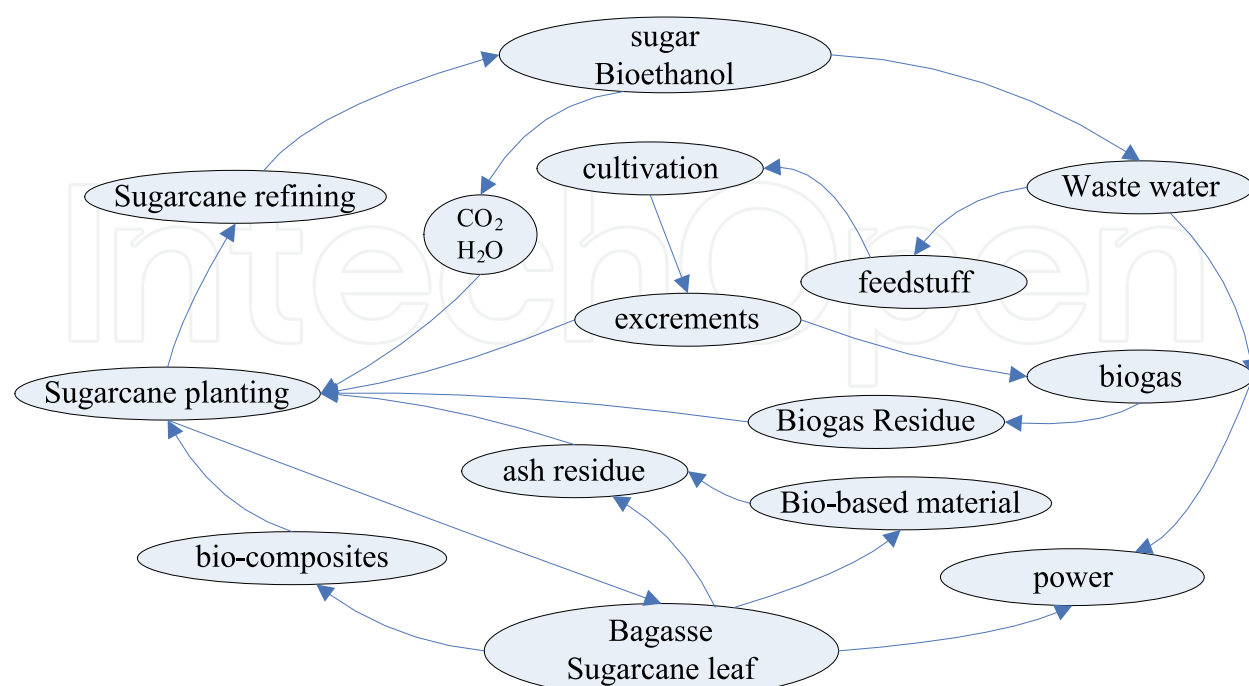 sugar
Bioethanol
cultivation
Waste water
Sugarcane refining
CO₂
H₂O
feedstuff
excrements
biogas
Sugarcane planting
Biogas Residue
ash residue
Bio-based material
bio-composites
power
Bagasse
Sugarcane leaf
IntechOpen